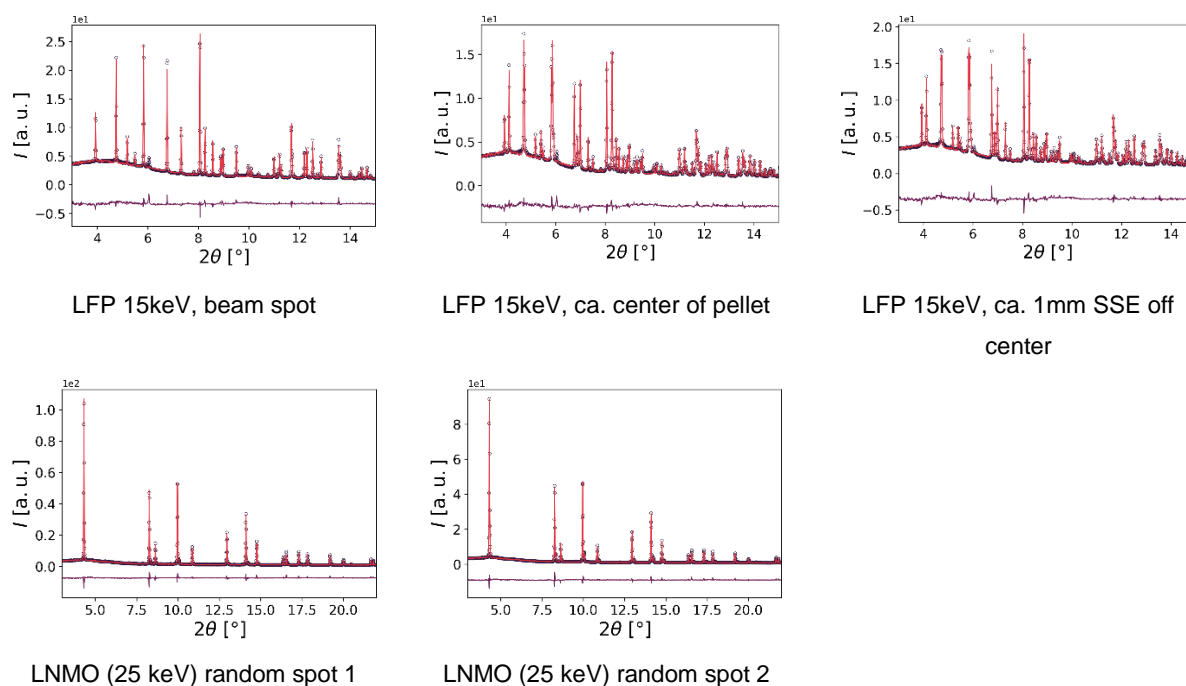 1e1
I [a. u.]
2.5
2.0
1.5
1.0
0.5
0.0
−0.5
4 6 8 10 12 14
2θ [°]
LFP 15keV, beam spot
1e1
I [a. u.]
1.5
1.0
0.5
0.0
4 6 8 10 12 14
2θ [°]
LFP 15keV, ca. center of pellet
1e1
I [a. u.]
2.0
1.5
1.0
0.5
0.0
−0.5
4 6 8 10 12 14
2θ [°]
LFP 15keV, ca. 1mm SSE off
center
1e2
I [a. u.]
1.0
0.8
0.6
0.4
0.2
0.0
5.0 7.5 10.0 12.5 15.0 17.5 20.0
2θ [°]
LNMO (25 keV) random spot 1
1e1
I [a. u.]
8
6
4
2
0
5.0 7.5 10.0 12.5 15.0 17.5 20.0
2θ [°]
LNMO (25 keV) random spot 2